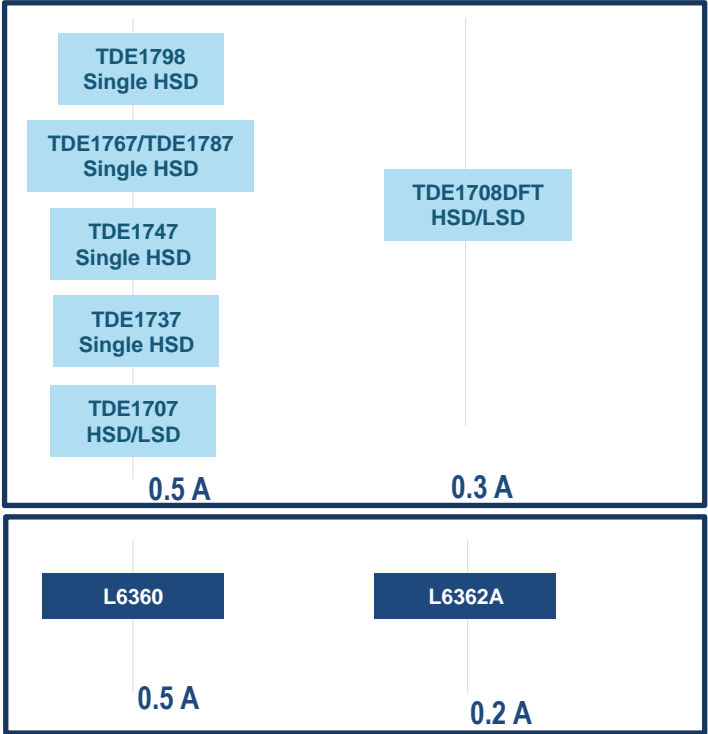 TDE1798
Single HSD
TDE1767/TDE1787
Single HSD
TDE1747
Single HSD
TDE1737
Single HSD
TDE1707
HSD/LSD
0.5 A
TDE1708DFT
HSD/LSD
0.3 A
L6360
0.5 A
L6362A
0.2 A